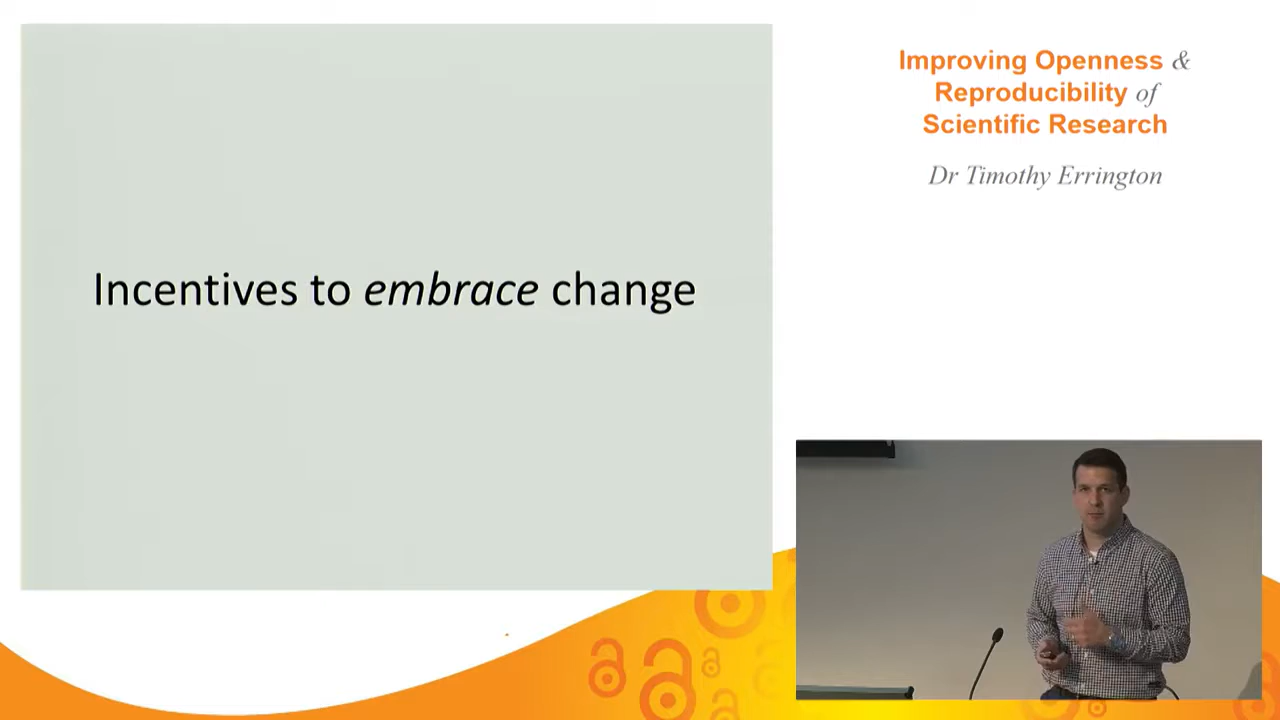 Incentives to embrace change
Improving Openness &
Reproducibility of
Scientific Research
Dr Timothy Errington